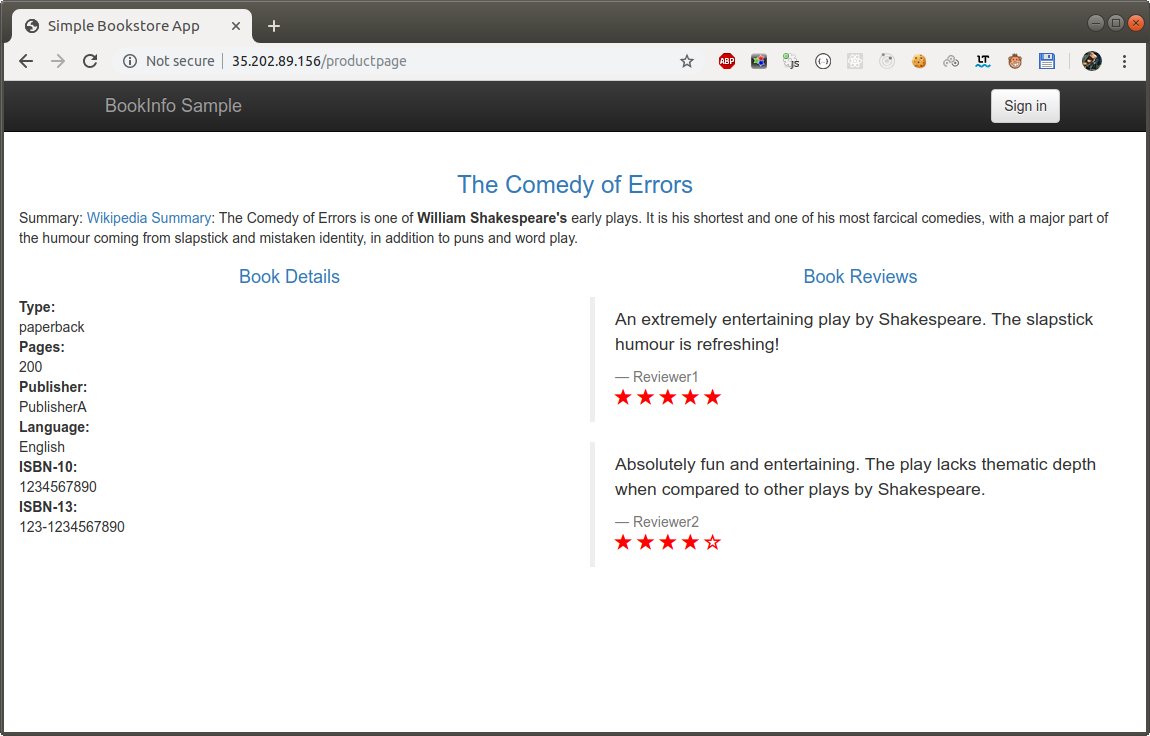 Simple Bookstore App
Not secure 35.202.89.156/productpage
ABP JS LT
BookInfo Sample
Sign in
The Comedy of Errors
Summary: Wikipedia Summary: The Comedy of Errors is one of William Shakespeare's early plays. It is his shortest and one of his most farcical comedies, with a major part of
the humour coming from slapstick and mistaken identity, in addition to puns and word play.
Book Details
Type:
paperback
Pages:
200
Publisher:
PublisherA
Language:
English
ISBN-10:
1234567890
ISBN-13:
123-1234567890
Book Reviews
An extremely entertaining play by Shakespeare. The slapstick
humour is refreshing!
— Reviewer1
Absolutely fun and entertaining. The play lacks thematic depth
when compared to other plays by Shakespeare.
— Reviewer2